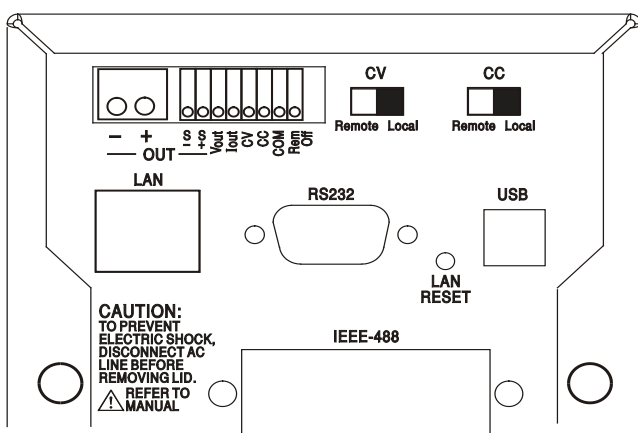 CV CC
Remote Local Remote Local
− + S − S + Vout Iout CV CC COM Rem Off
OUT
LAN
RS232
USB
LAN
RESET
CAUTION:
TO PREVENT
ELECTRIC SHOCK,
DISCONNECT AC
LINE BEFORE
REMOVING LID.
REFER TO
MANUAL
IEEE-488